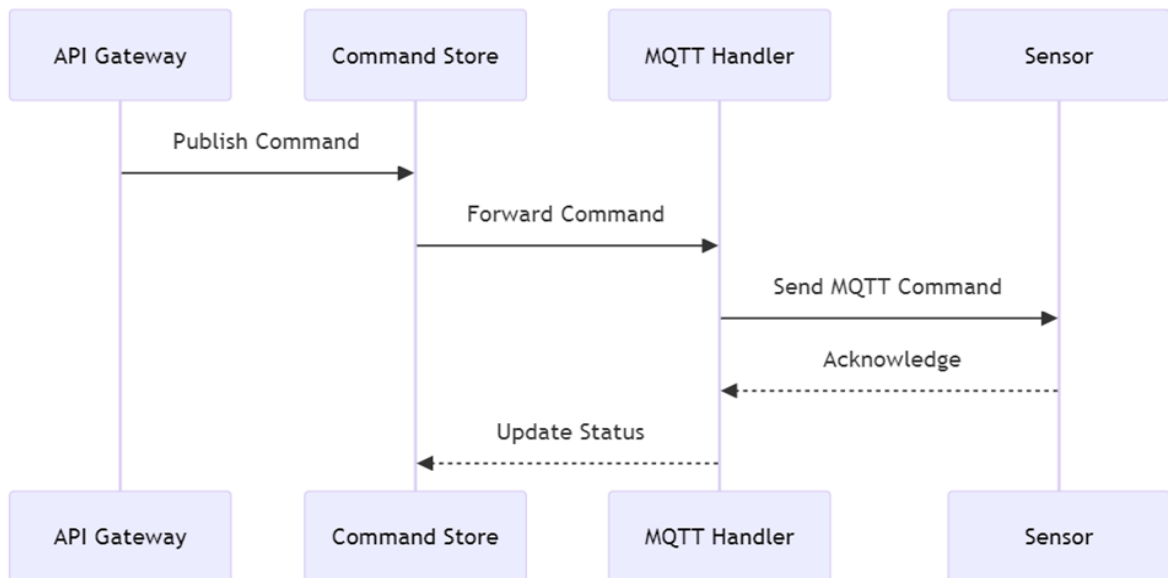 API Gateway
Command Store
MQTT Handler
Sensor
Publish Command
Forward Command
Send MQTT Command
Acknowledge
Update Status
API Gateway
Command Store
MQTT Handler
Sensor